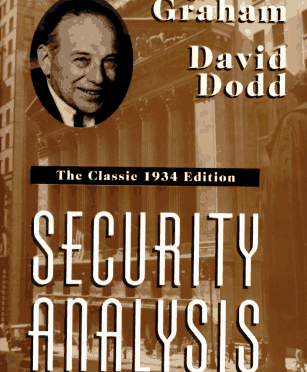 Graham
David
Dodd
The Classic 1934 Edition
SECURITY
ANALYSIS